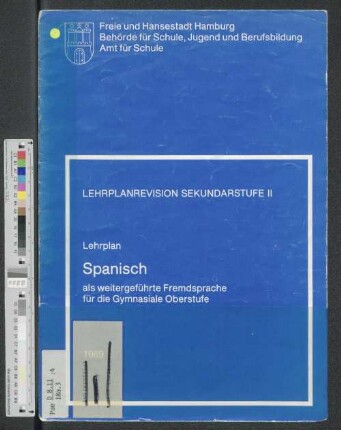 Freie und Hansestadt Hamburg
Behörde für Schule, Jugend und Berufsbildung
Amt für Schule
LEHRPLANREVISION SEKUNDARSTUFE II
Lehrplan
Spanisch
als weitergeführte Fremdsprache
für die Gymnasiale Oberstufe
1989